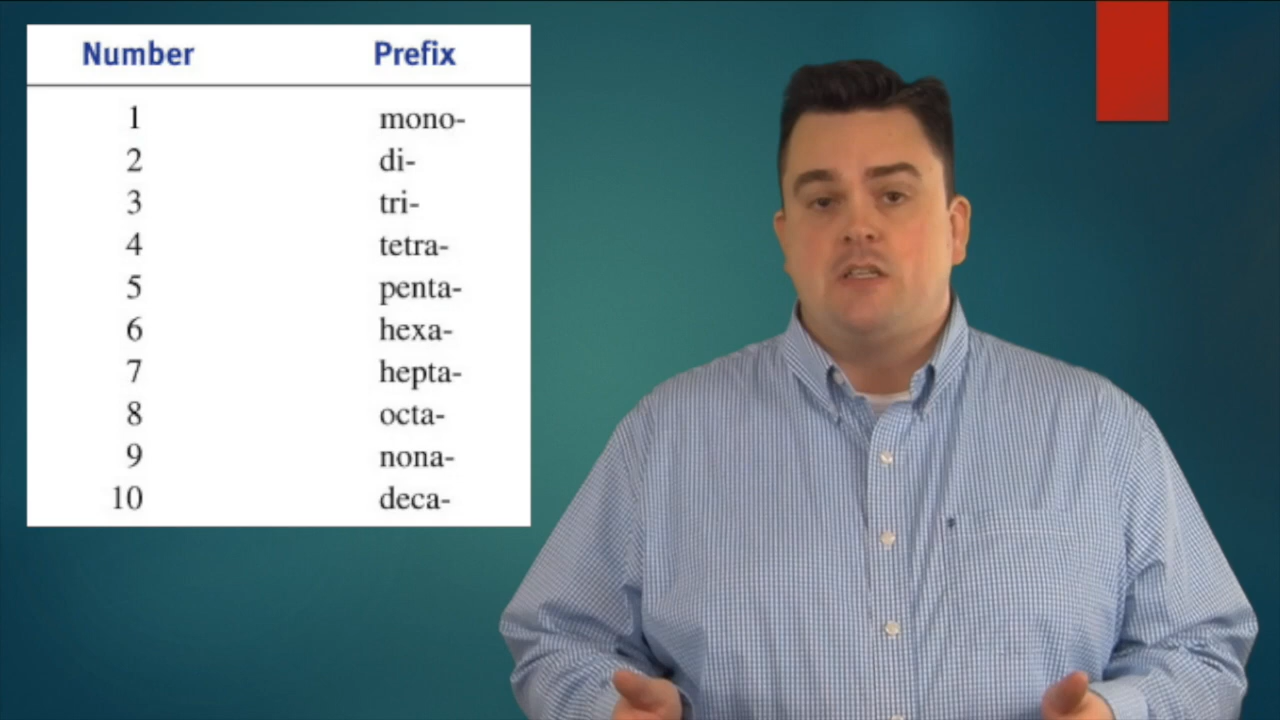 Number Prefix
1 mono-
2 di-
3 tri-
4 tetra-
5 penta-
6 hexa-
7 hepta-
8 octa-
9 nona-
10 deca-